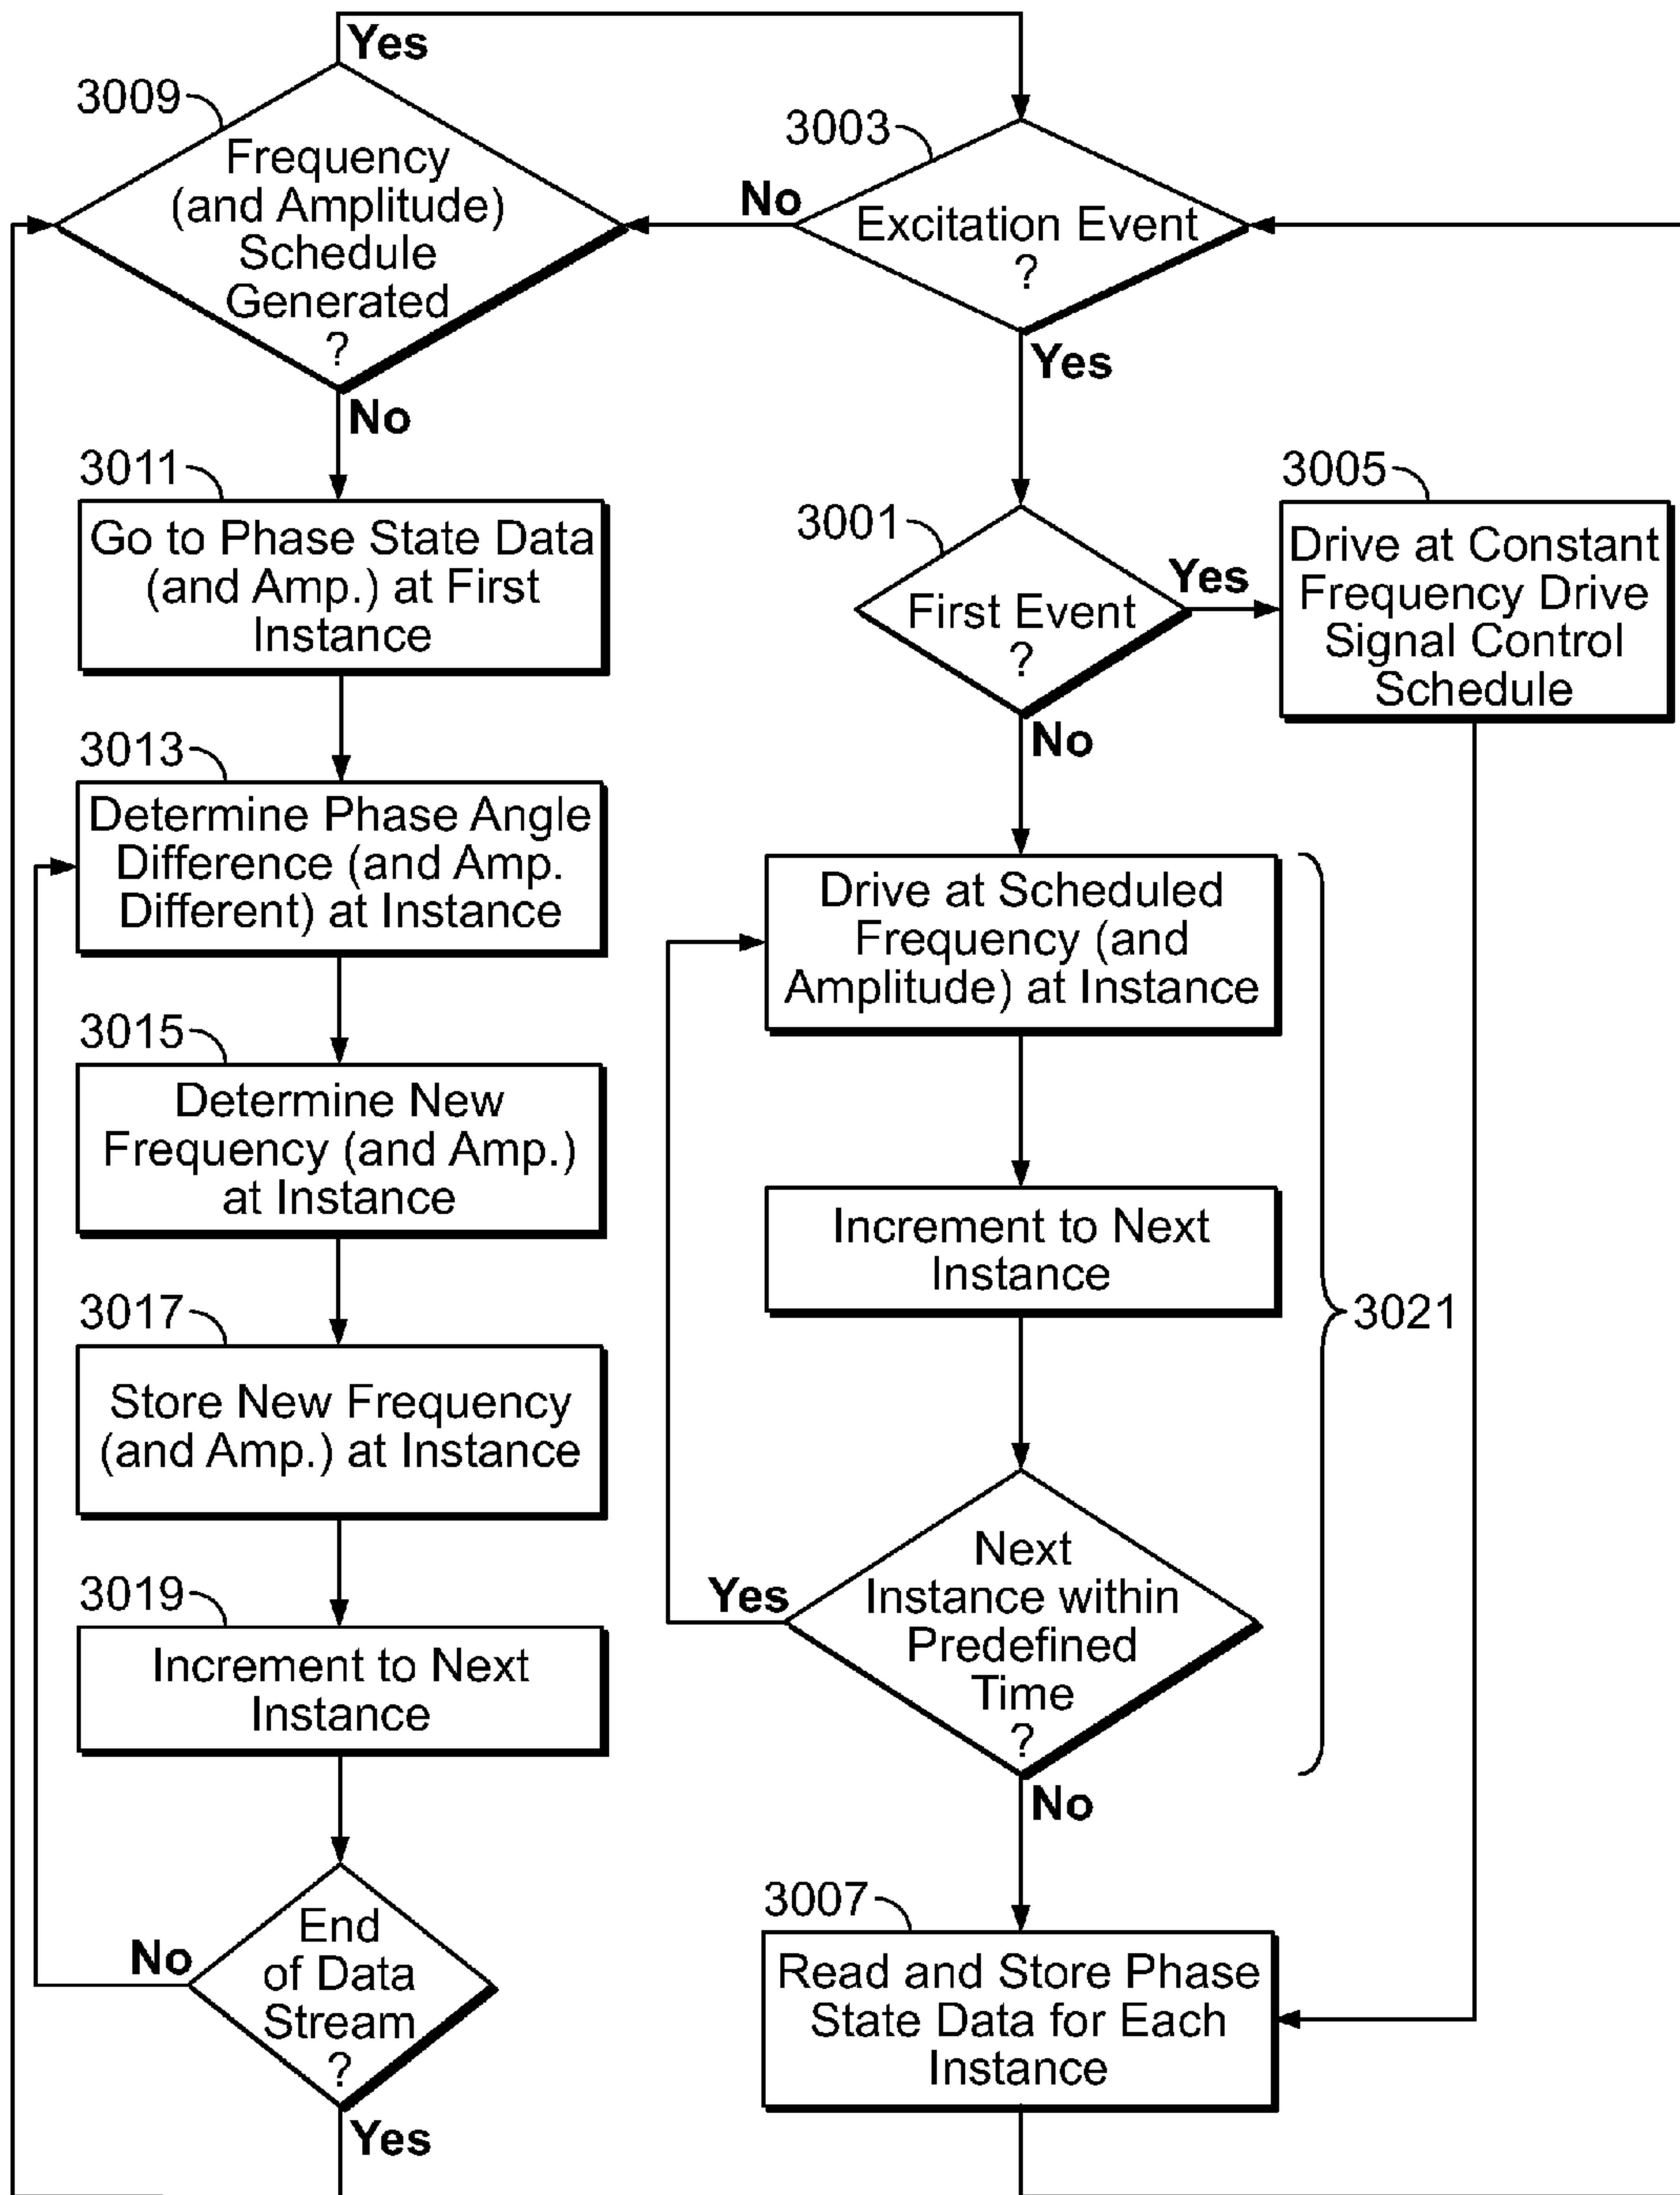 Yes
3009
Frequency
(and Amplitude)
Schedule
Generated
?
No
3003
Excitation Event
?
No
Yes
3011
Go to Phase State Data
(and Amp.) at First
Instance
3001
First Event
?
Yes
No
3005
Drive at Constant
Frequency Drive
Signal Control
Schedule
3013
Determine Phase Angle
Difference (and Amp.
Different) at Instance
Drive at Scheduled
Frequency (and
Amplitude) at Instance
3015
Determine New
Frequency (and Amp.)
at Instance
Increment to Next
Instance
3021
3017
Store New Frequency
(and Amp.) at Instance
Next
Instance within
Predefined
Time
?
Yes
No
3019
Increment to Next
Instance
End
of Data
Stream
?
No
Yes
3007
Read and Store Phase
State Data for Each
Instance